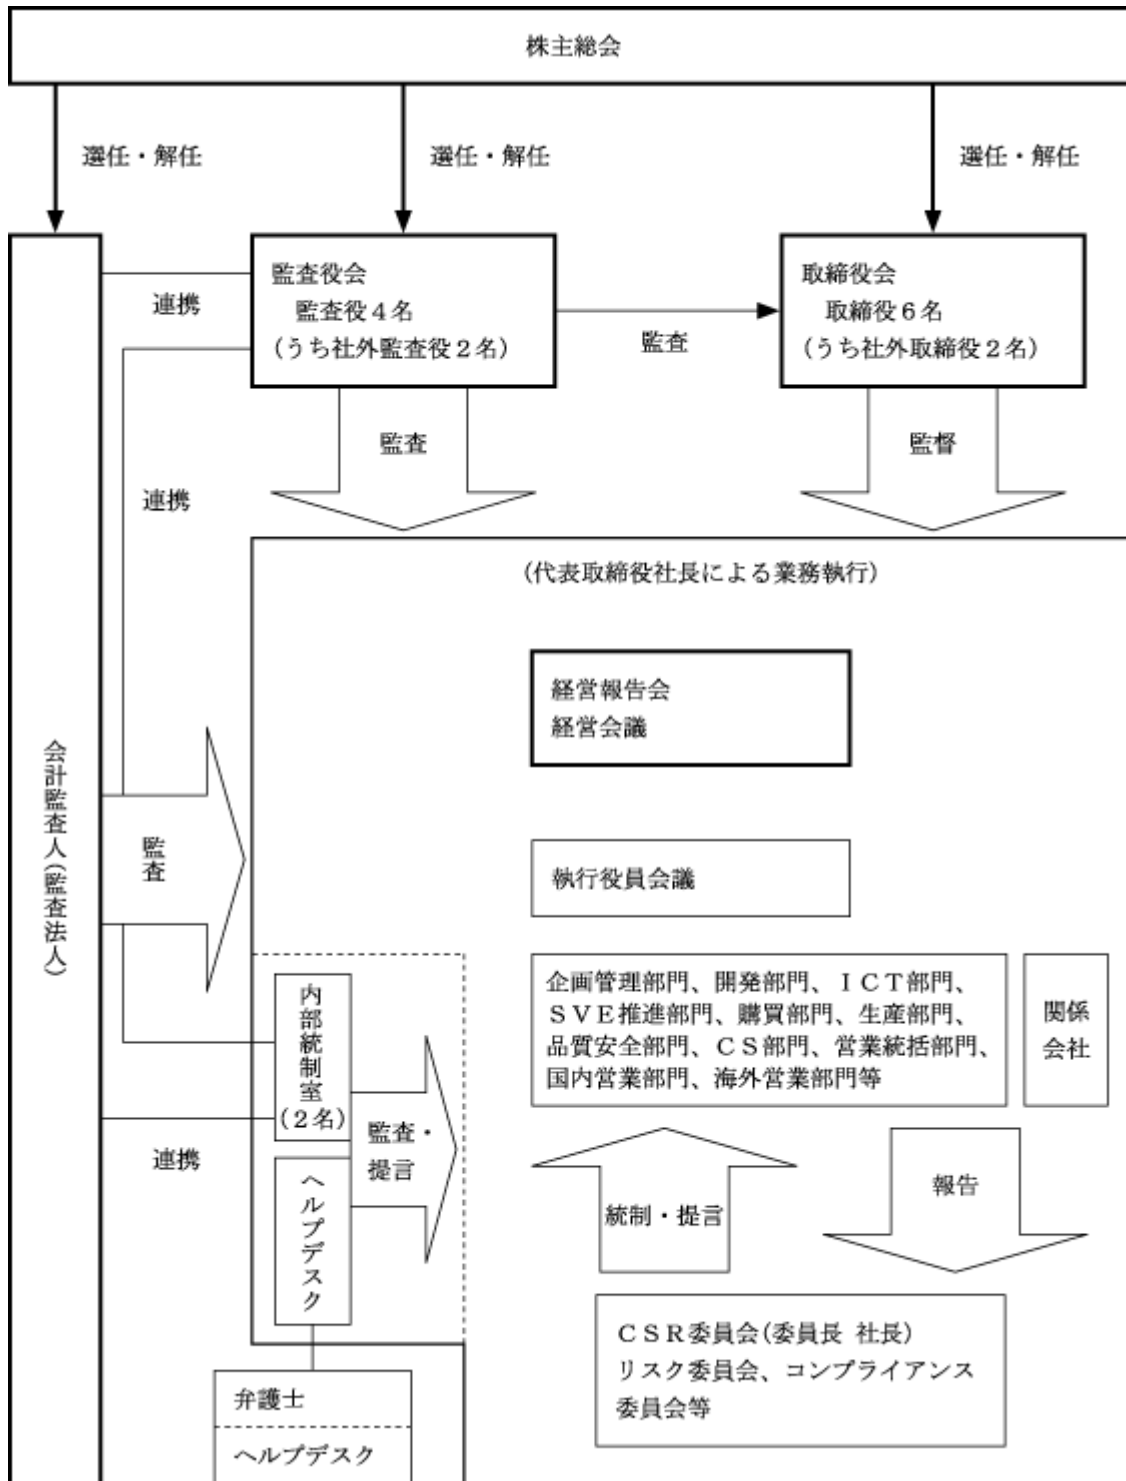 株主総会
選任・解任
選任・解任
選任・解任
監査役会
監査役4名
(うち社外監査役2名)
取締役会
取締役6名
(うち社外取締役2名)
連携
監査
監査
監督
連携
(代表取締役社長による業務執行)
経営報告会
経営会議
会計監査人(監査法人)
監査
執行役員会議
企画管理部門、開発部門、ICT部門、
SVE推進部門、購買部門、生産部門、
品質安全部門、CS部門、営業統括部門、
国内営業部門、海外営業部門等
関係
会社
内部統制室
(2名)
監査・
提言
連携
ヘルプデスク
統制・提言
報告
CSR委員会(委員長 社長)
リスク委員会、コンプライアンス
委員会等
弁護士
ヘルプデスク